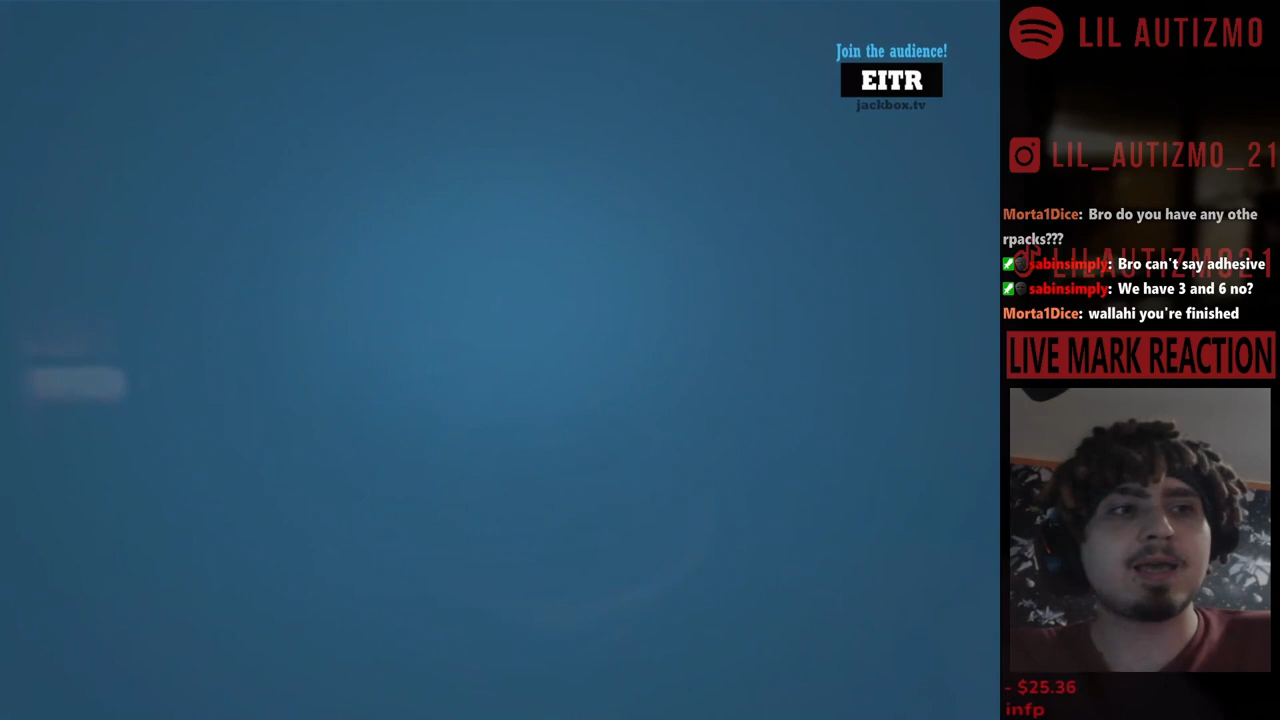 Join the audience!
EITR
jackbox.tv
LIL AUTIZMO
LIL_AUTIZMO_21
Morta1Dice: Bro do you have any othe
rpacks???
LILAUTIZMO21
sabinsimply: Bro can't say adhesive
sabinsimply: We have 3 and 6 no?
Morta1Dice: wallahi you're finished
LIVE MARK REACTION
- $25.36
infp